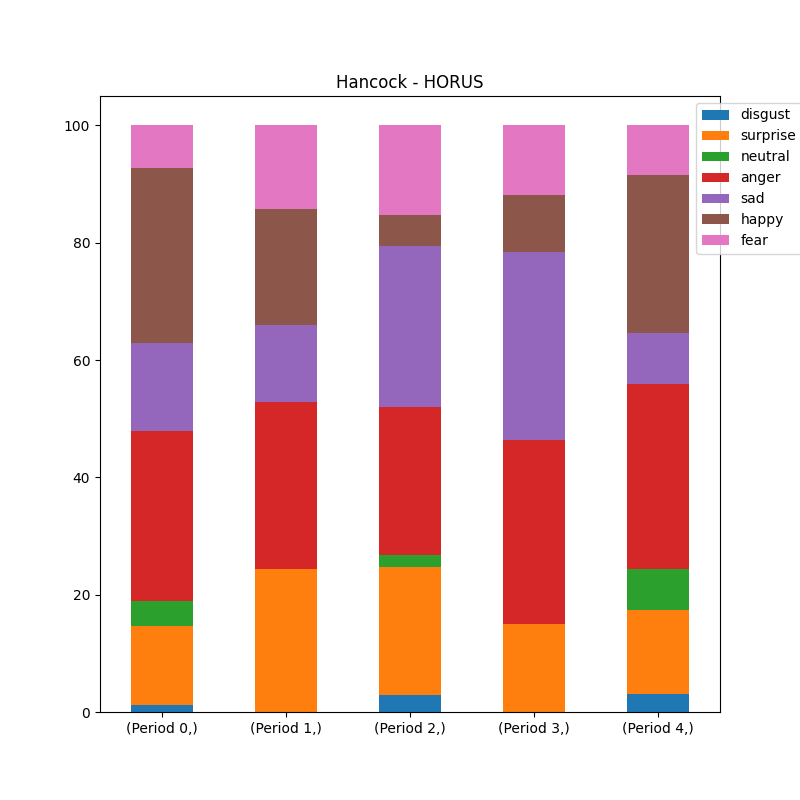 Hancock - HORUS
100
80
60
40
20
0
(Period 0,) (Period 1,) (Period 2,) (Period 3,) (Period 4,)
disgust
surprise
neutral
anger
sad
happy
fear